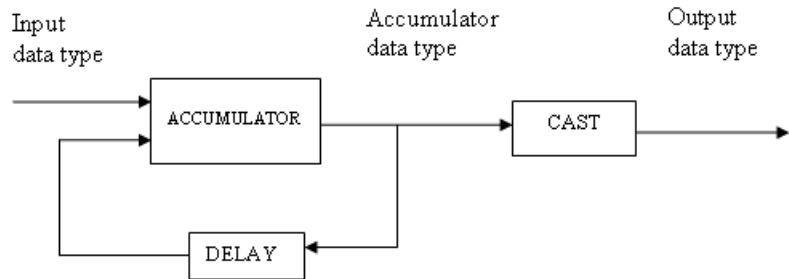 Input
data type
Accumulator
data type
Output
data type
ACCUMULATOR
CAST
DELAY